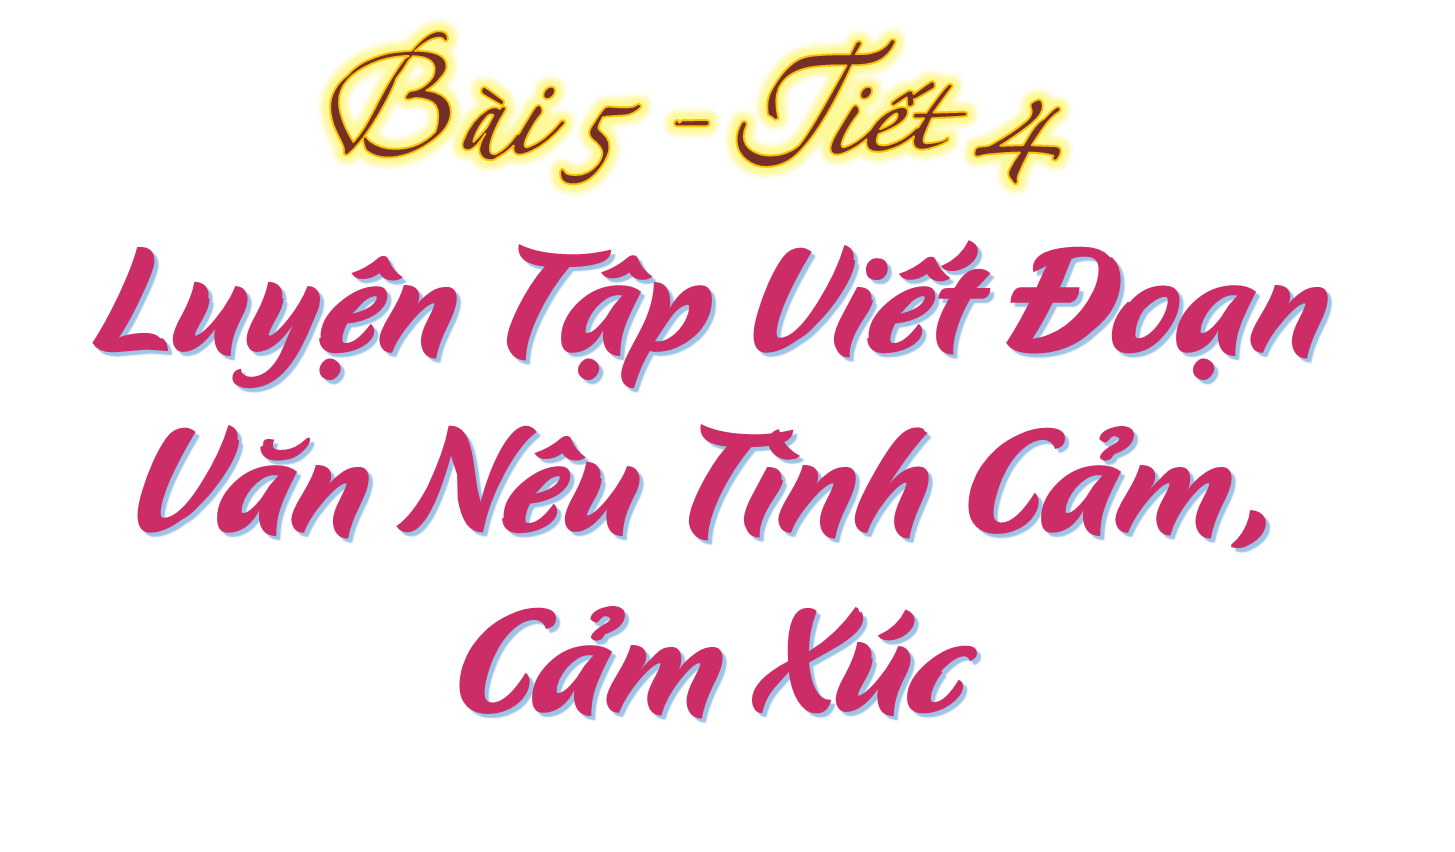 Bài 5 - Tiết 4
Luyện Tập Viết Đoạn
Văn Nêu Tình Cảm,
Cảm Xúc